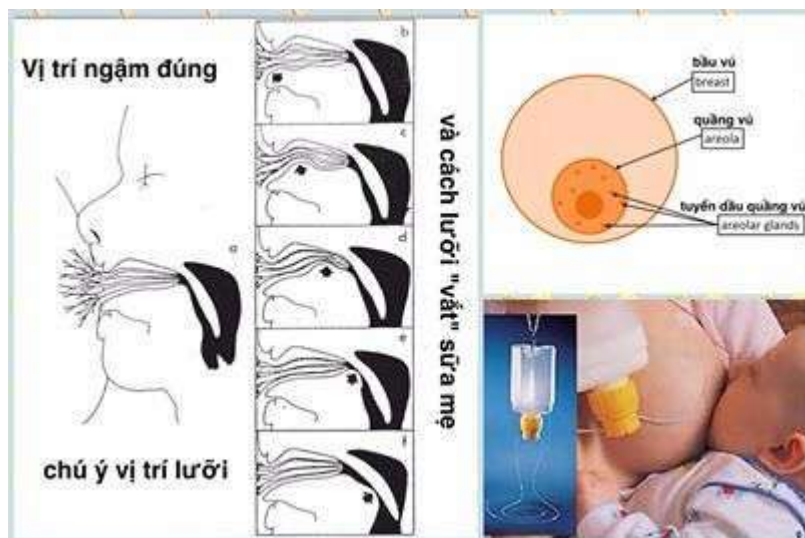 Vị trí ngậm đúng
a
chú ý vị trí lưỡi
b
c
d
e
f
và cách lưỡi "vắt" sữa mẹ
bầu vú
breast
quầng vú
areola
tuyến dầu quầng vú
areolar glands